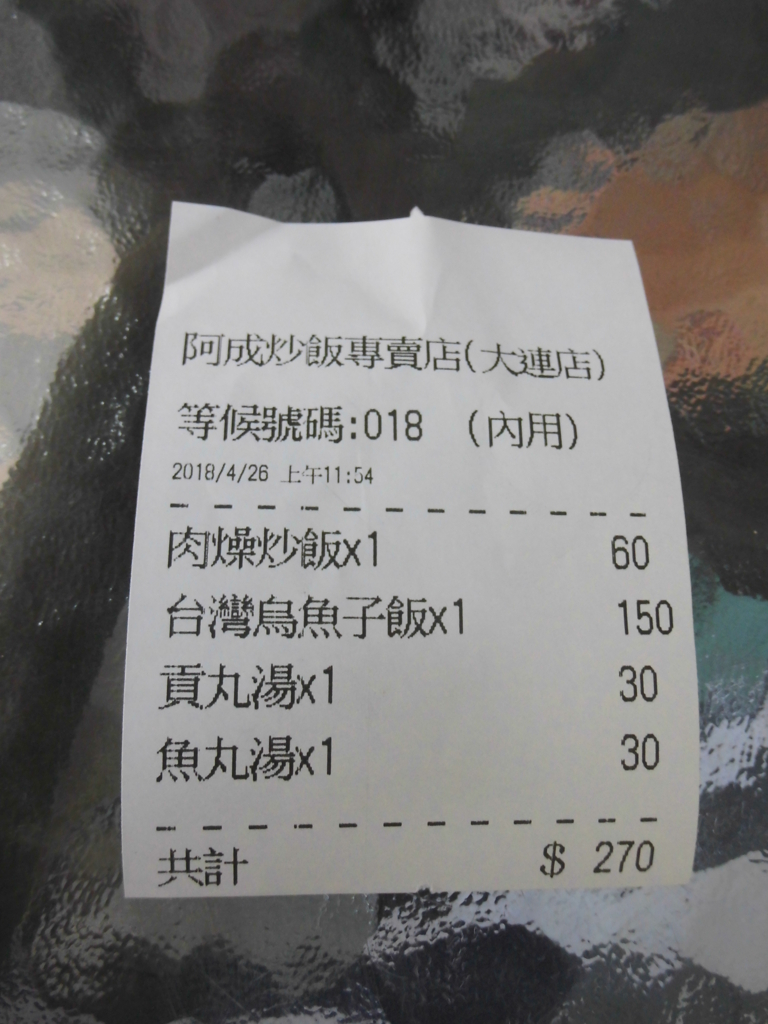 阿成炒飯專賣店(大連店)
等候號碼:018 (內用)
2018/4/26 上午11:54
肉燥炒飯x1 60
台灣烏魚子飯x1 150
貢丸湯x1 30
魚丸湯x1 30
共計 $ 270